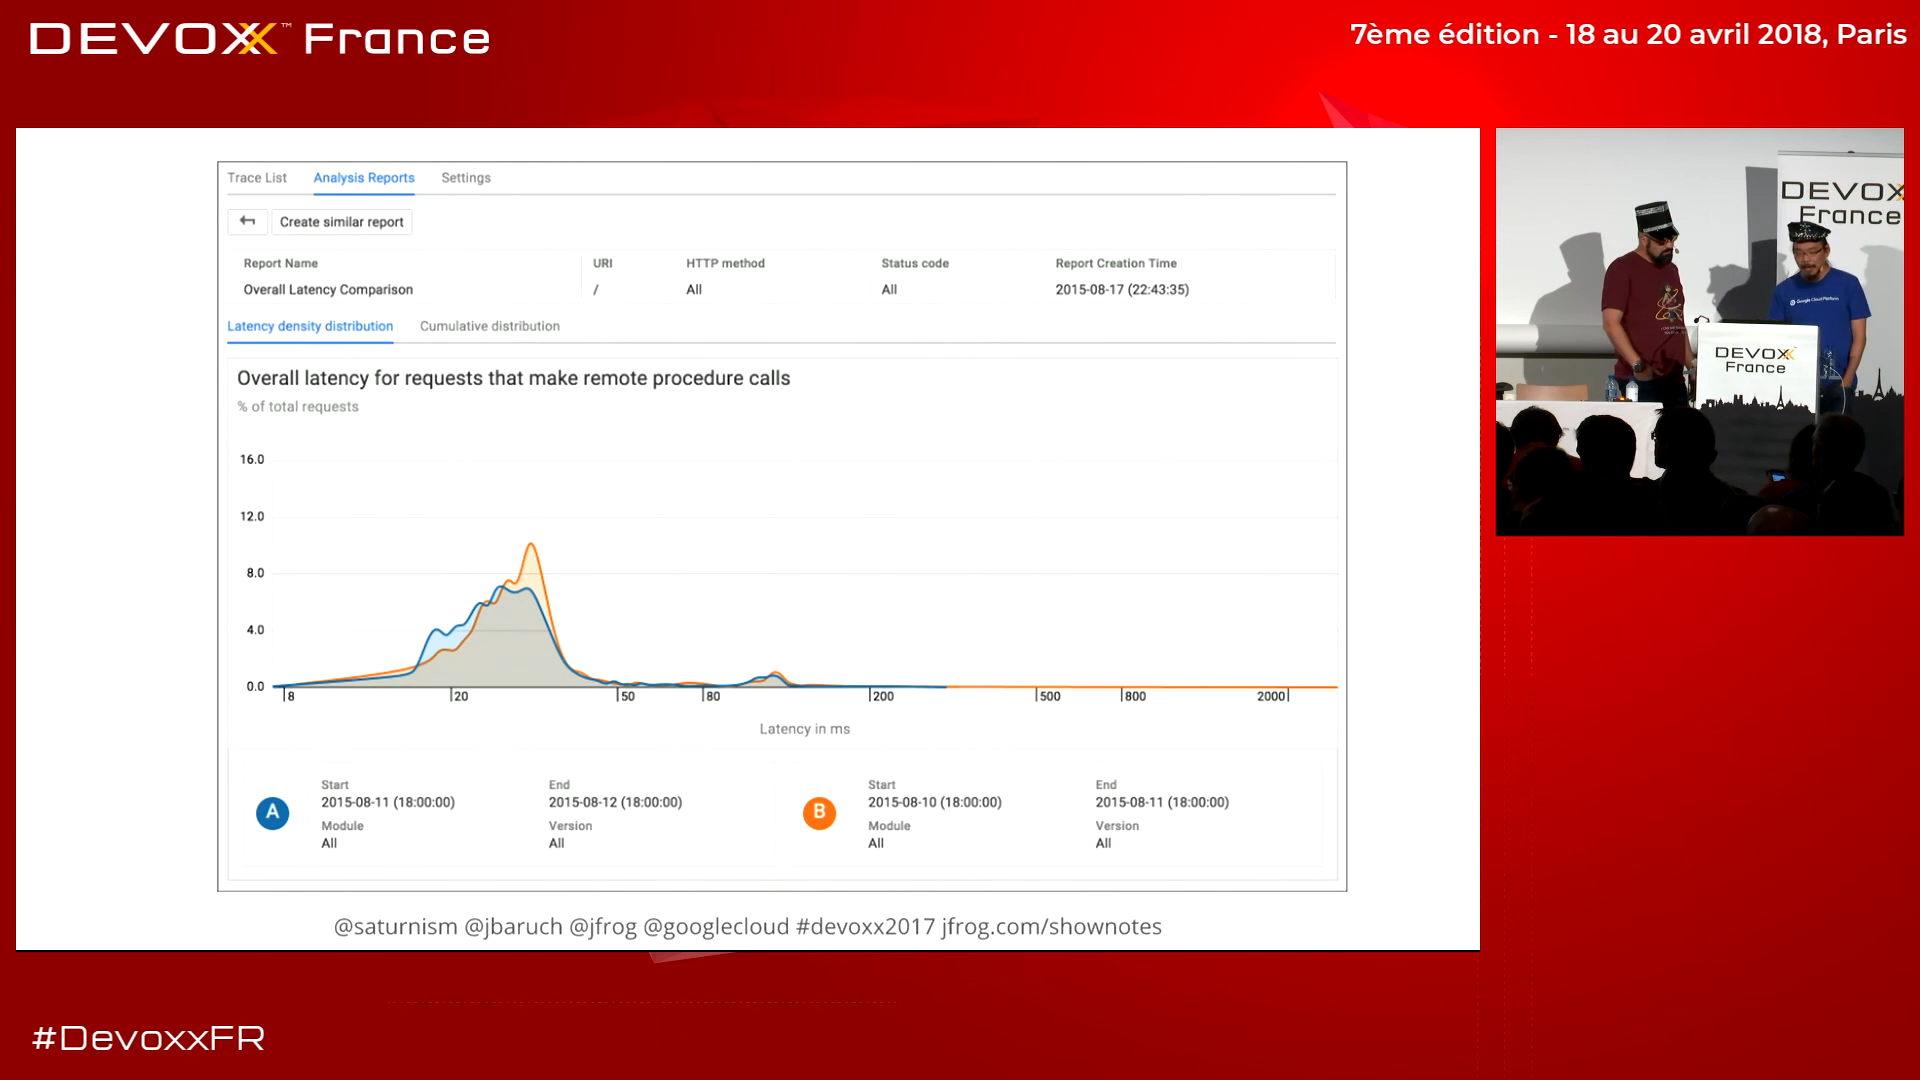 DEVOXX™ France
7ème édition - 18 au 20 avril 2018, Paris
Trace List Analysis Reports Settings
Create similar report
Report Name URI HTTP method Status code Report Creation Time
Overall Latency Comparison / All All 2015-08-17 (22:43:35)
Latency density distribution Cumulative distribution
Overall latency for requests that make remote procedure calls
% of total requests
16.0
12.0
8.0
4.0
0.0
8 20 50 80 200 500 800 2000
Latency in ms
A
Start End
2015-08-11 (18:00:00) 2015-08-12 (18:00:00)
Module Version
All All
B
Start End
2015-08-10 (18:00:00) 2015-08-11 (18:00:00)
Module Version
All All
@saturnism @jbaruch @jfrog @googlecloud #devoxx2017 jfrog.com/shownotes
DEVOX
France
Google Cloud Platform
DEVOXX
France
#DevoxxFR